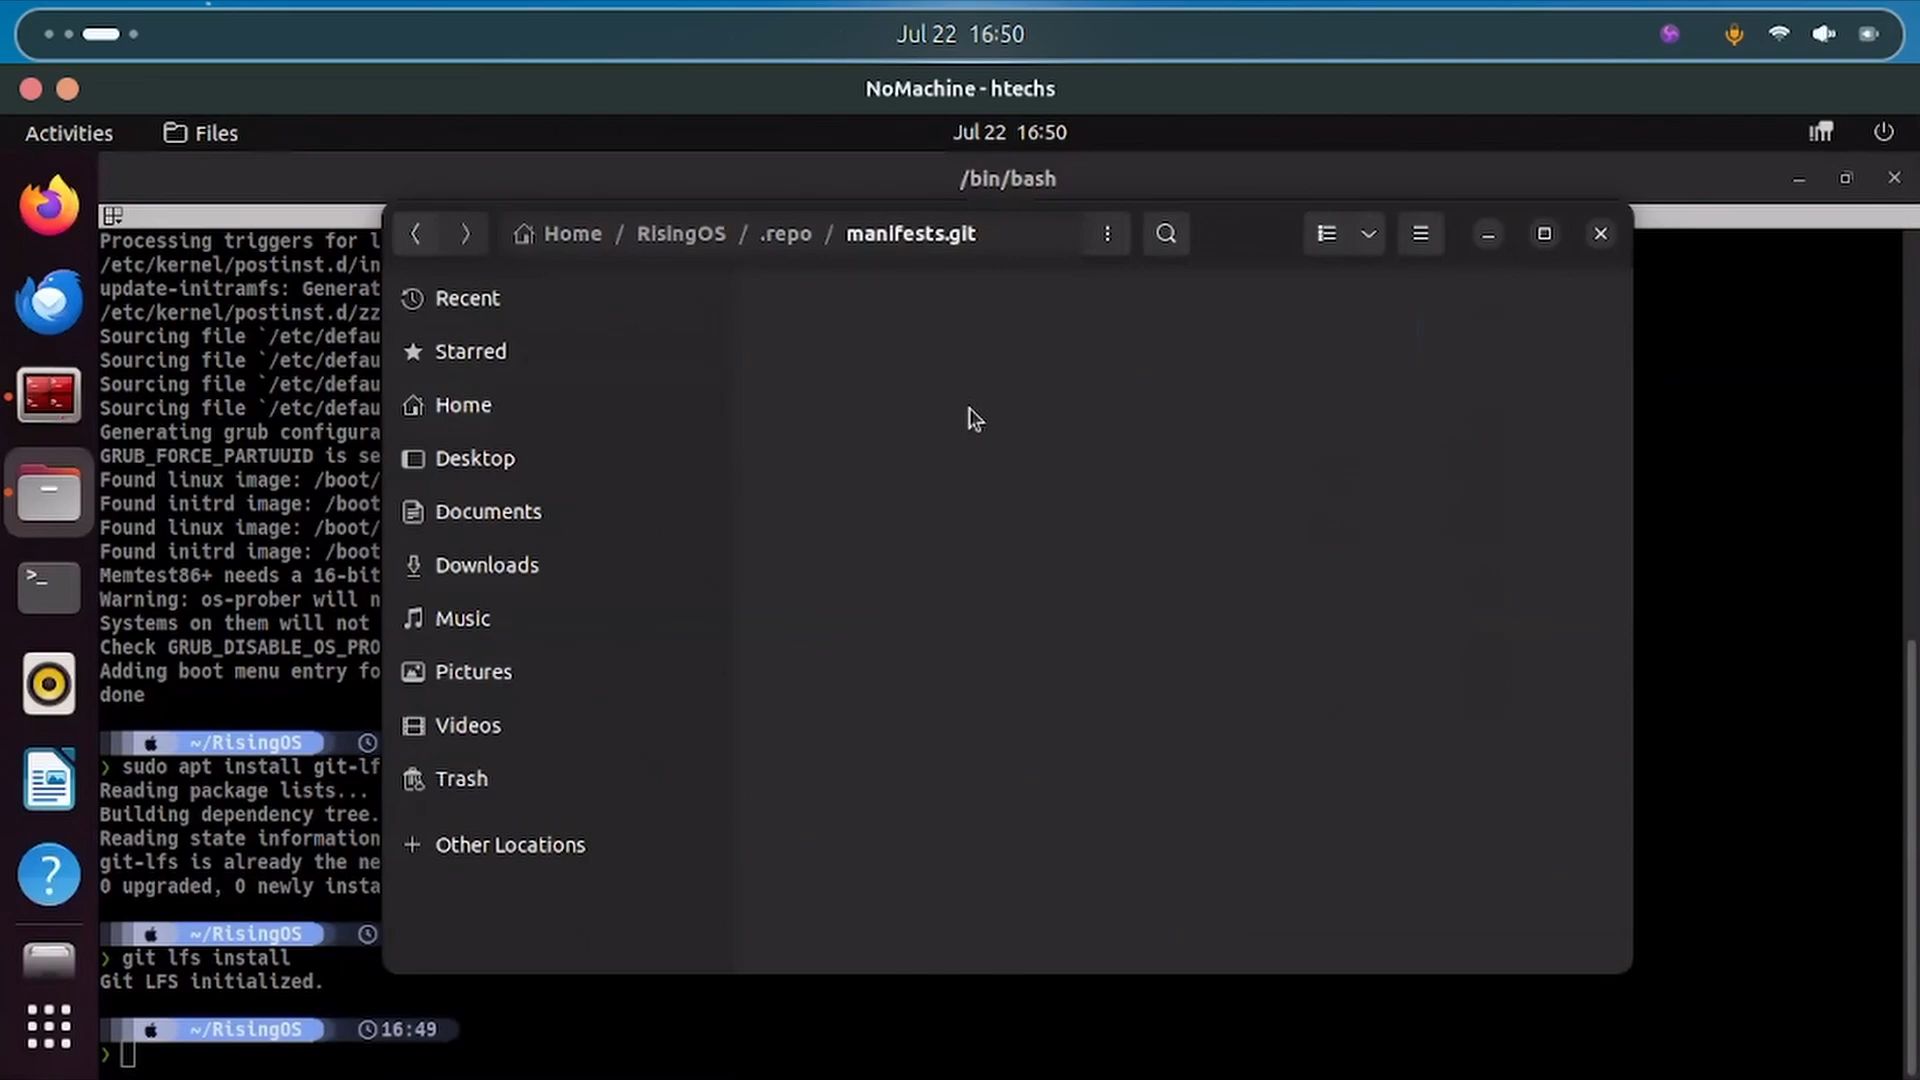 Jul 22 16:50
NoMachine - htechs
Activities
Files
Jul 22 16:50
/bin/bash
Home / RisingOS / .repo / manifests.git
Recent
Starred
Home
Desktop
Documents
Downloads
Music
Pictures
Videos
Trash
+ Other Locations
Processing triggers for l
/etc/kernel/postinst.d/in
update-initramfs: Generat
/etc/kernel/postinst.d/zz
Sourcing file `/etc/defau
Sourcing file `/etc/defau
Sourcing file `/etc/defau
Sourcing file `/etc/defau
Generating grub configura
GRUB_FORCE_PARTUUID is se
Found linux image: /boot/
Found initrd image: /boot
Found linux image: /boot/
Found initrd image: /boot
Memtest86+ needs a 16-bit
Warning: os-prober will n
Systems on them will not
Check GRUB_DISABLE_OS_PRO
Adding boot menu entry fo
done
~/RisingOS
❯ sudo apt install git-lf
Reading package lists...
Building dependency tree.
Reading state information
git-lfs is already the ne
0 upgraded, 0 newly insta
~/RisingOS
❯ git lfs install
Git LFS initialized.
~/RisingOS 16:49
❯